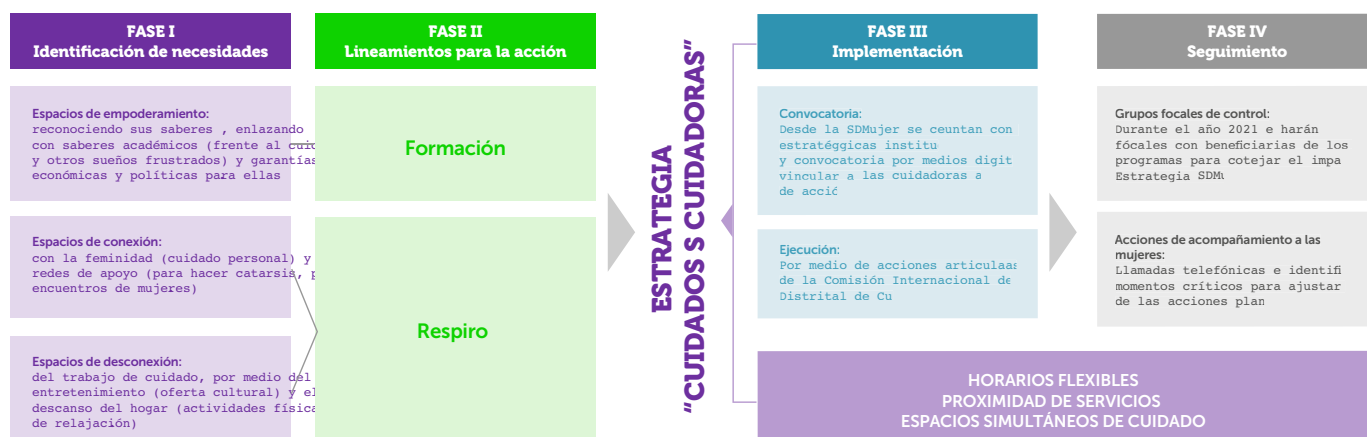 FASE I
Identificación de necesidades
Espacios de empoderamiento:
reconociendo sus saberes , enlazando
con saberes académicos (frente al
y otros sueños frustrados) y garantías
económicas y políticas para ellas
Espacios de conexión:
con la feminidad (cuidado personal) y
redes de apoyo (para hacer catarsis,
encuentros de mujeres)
Espacios de desconexión:
del trabajo de cuidado, por medio del
entretenimiento (oferta cultural) y el
descanso del hogar (actividades física
de relajación)
FASE II
Lineamientos para la acción
Formación
Respiro
ESTRATEGIA
"CUIDADOS S CUIDADORAS"
FASE III
Implementación
Convocatoria:
Desde la SDMujer se ceuntan con
estratéggicas institu
y convocatoria por medios digit
vincular a las cuidadoras a
de acció
Ejecución:
Por medio de acciones articulaas
de la Comisión Internacional de
Distrital de Cu
FASE IV
Seguimiento
Grupos focales de control:
Durante el año 2021 e harán
fócales con beneficiarias de los
programas para cotejar el impa
Estrategia SDMu
Acciones de acompañamiento a las
mujeres:
Llamadas telefónicas e identifi
momentos críticos para ajustar
de las acciones plan
HORARIOS FLEXIBLES
PROXIMIDAD DE SERVICIOS
ESPACIOS SIMULTÁNEOS DE CUIDADO